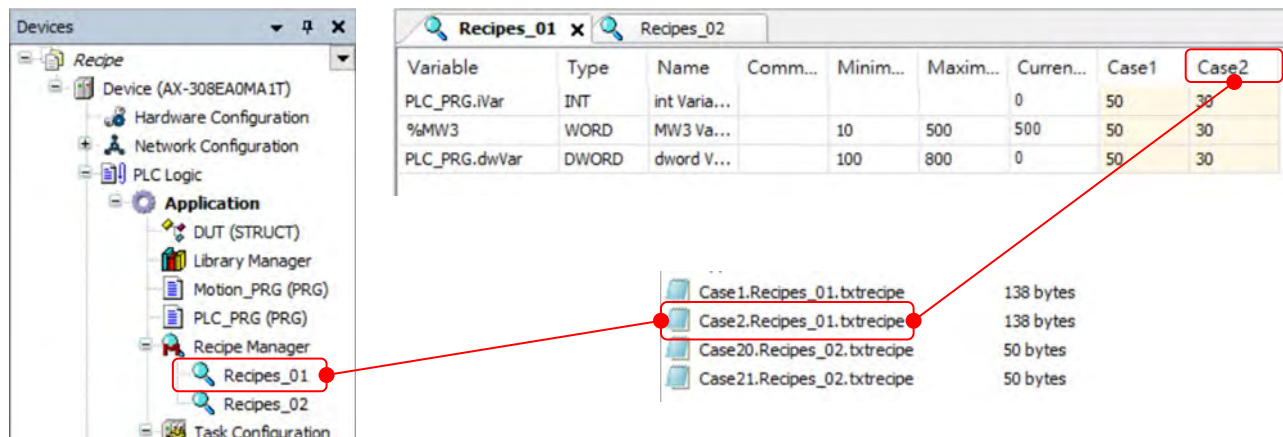 Devices
Recipe
Device (AX-308EA0MA1T)
Hardware Configuration
Network Configuration
PLC Logic
Application
DUT (STRUCT)
Library Manager
Motion_PRG (PRG)
PLC_PRG (PRG)
Recipe Manager
Recipes_01
Recipes_02
Task Configuration
Recipes_01 Recipes_02
Variable Type Name Comm... Minim... Maxim... Curren... Case1 Case2
PLC_PRG.iVar INT int Varia... 0 50 30
%MW3 WORD MW3 Va... 10 500 500 50 30
PLC_PRG.dwVar DWORD dword V... 100 800 0 50 30
Case1.Recipes_01.txtrecipe 138 bytes
Case2.Recipes_01.txtrecipe 138 bytes
Case20.Recipes_02.txtrecipe 50 bytes
Case21.Recipes_02.txtrecipe 50 bytes